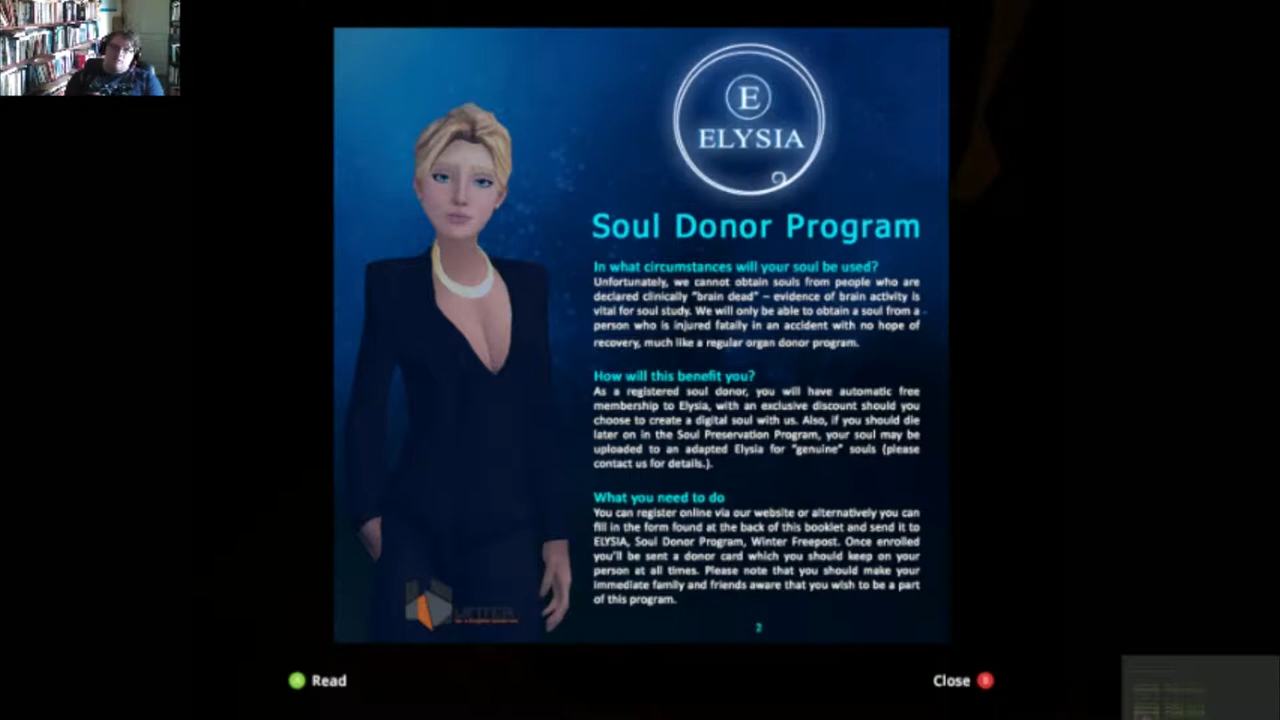 E
ELYSIA
Soul Donor Program
In what circumstances will your soul be used?
Unfortunately, we cannot obtain souls from people who are
declared clinically "brain dead" – evidence of brain activity is
vital for soul study. We will only be able to obtain a soul from a
person who is injured fatally in an accident with no hope of
recovery, much like a regular organ donor program.
How will this benefit you?
As a registered soul donor, you will have automatic free
membership to Elysia, with an exclusive discount should you
choose to create a digital soul with us. Also, if you should die
later on in the Soul Preservation Program, your soul may be
uploaded to an adapted Elysia for "genuine" souls (please
contact us for details.).
What you need to do
You can register online via our website or alternatively you can
fill in the form found at the back of this booklet and send it to
ELYSIA, Soul Donor Program, Winter Freepost. Once enrolled
you'll be sent a donor card which you should keep on your
person at all times. Please note that you should make your
immediate family and friends aware that you wish to be a part
of this program.
2
A Read
Close B